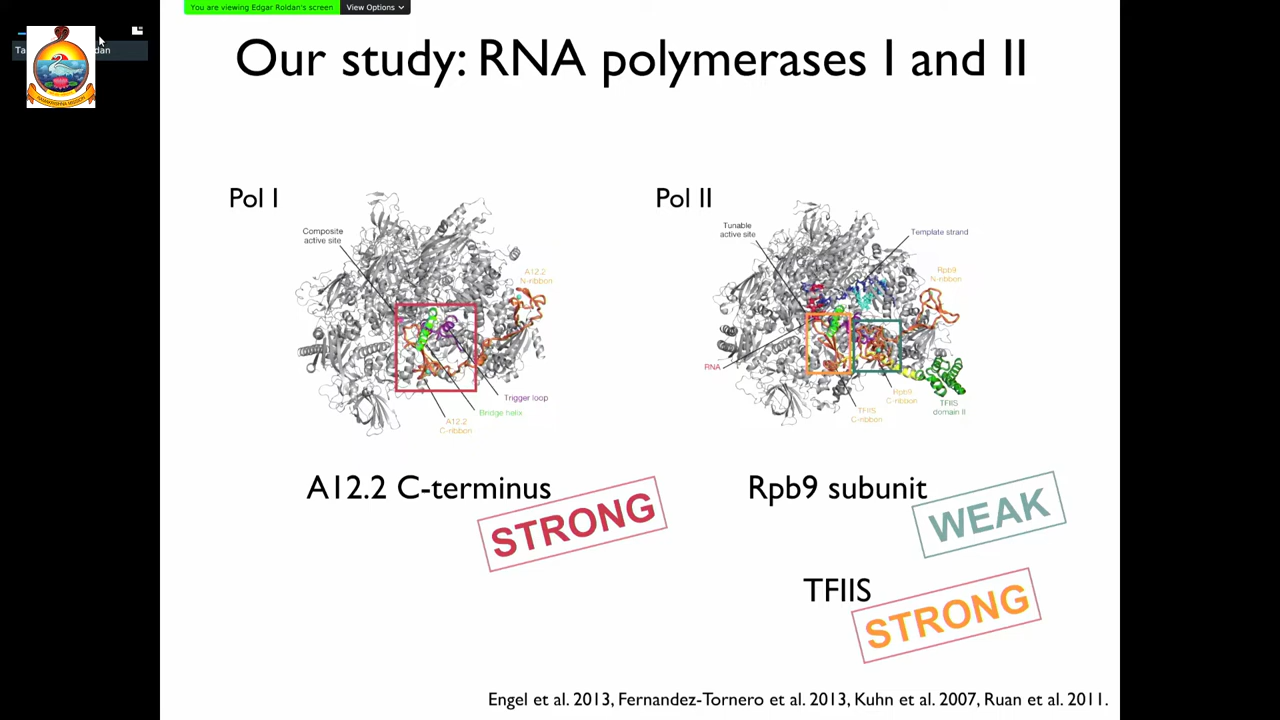 You are viewing Edgar Roldan's screen
View Options
Our study: RNA polymerases I and II
Pol I
Composite
active site
A12.2
N-ribbon
Trigger loop
Bridge helix
A12.2
C-ribbon
Pol II
Tunable
active site
Template strand
Rpb9
N-ribbon
RNA
Rpb9
C-ribbon
TFIIS
C-ribbon
TFIIS
domain II
A12.2 C-terminus
STRONG
Rpb9 subunit
WEAK
TFIIS
STRONG
Engel et al. 2013, Fernandez-Tornero et al. 2013, Kuhn et al. 2007, Ruan et al. 2011.